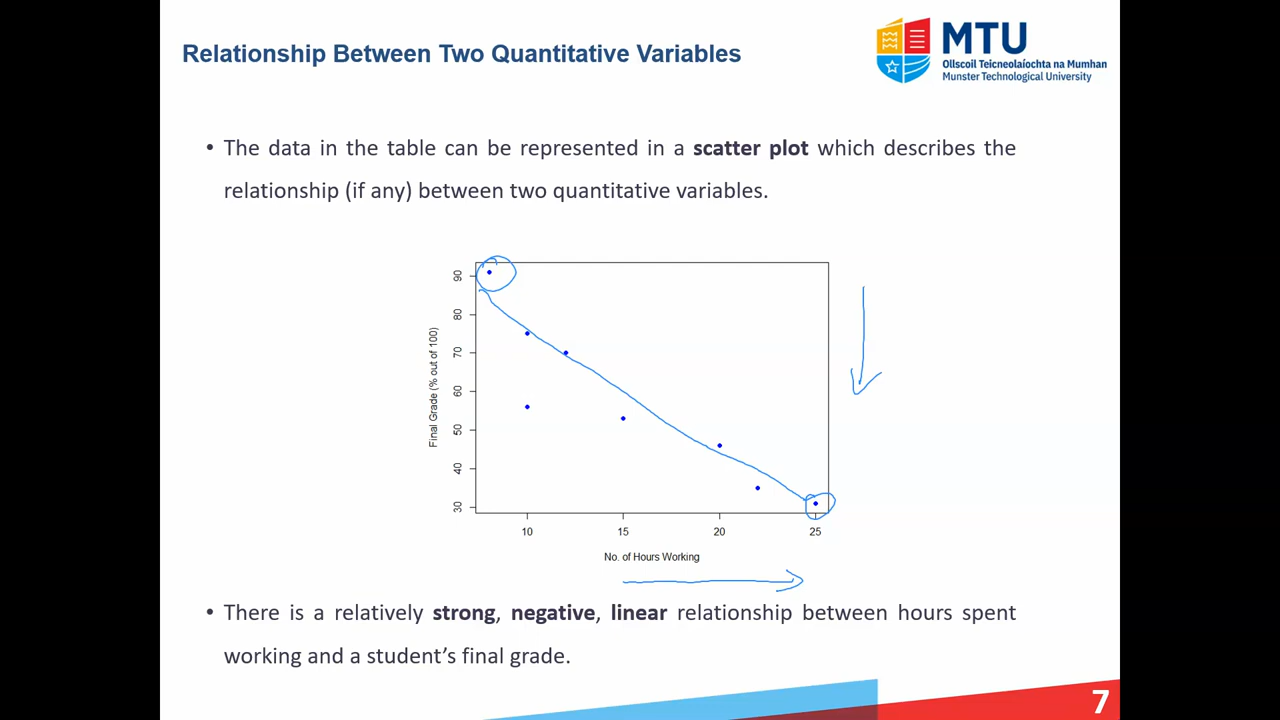 Relationship Between Two Quantitative Variables
MTU
Ollscoil Teicneolaíochta na Mumhan
Munster Technological University
• The data in the table can be represented in a scatter plot which describes the
relationship (if any) between two quantitative variables.
Final Grade (% out of 100)
90
80
70
60
50
40
30
10 15 20 25
No. of Hours Working
• There is a relatively strong, negative, linear relationship between hours spent
working and a student’s final grade.
7